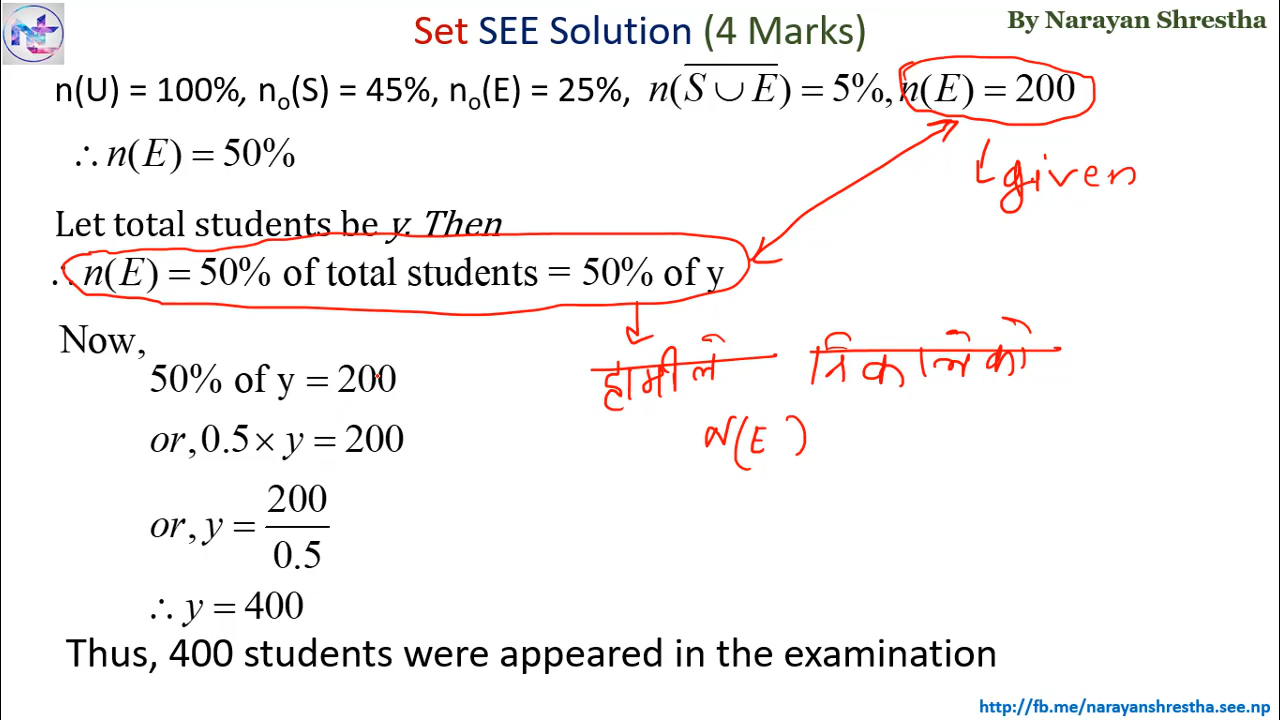 Set SEE Solution (4 Marks)
By Narayan Shrestha
n(U) = 100%, nₒ(S) = 45%, nₒ(E) = 25%, n(S̅ ̅∪̅ ̅E̅) = 5%, n(E) = 200
∴ n(E) = 50%
given
Let total students be y. Then
∴ n(E) = 50% of total students = 50% of y
Now,
हामीले निकालेको
50% of y = 200
n(E)
or, 0.5 × y = 200
or, y = 200/0.5
∴ y = 400
Thus, 400 students were appeared in the examination
http://fb.me/narayanshrestha.see.np